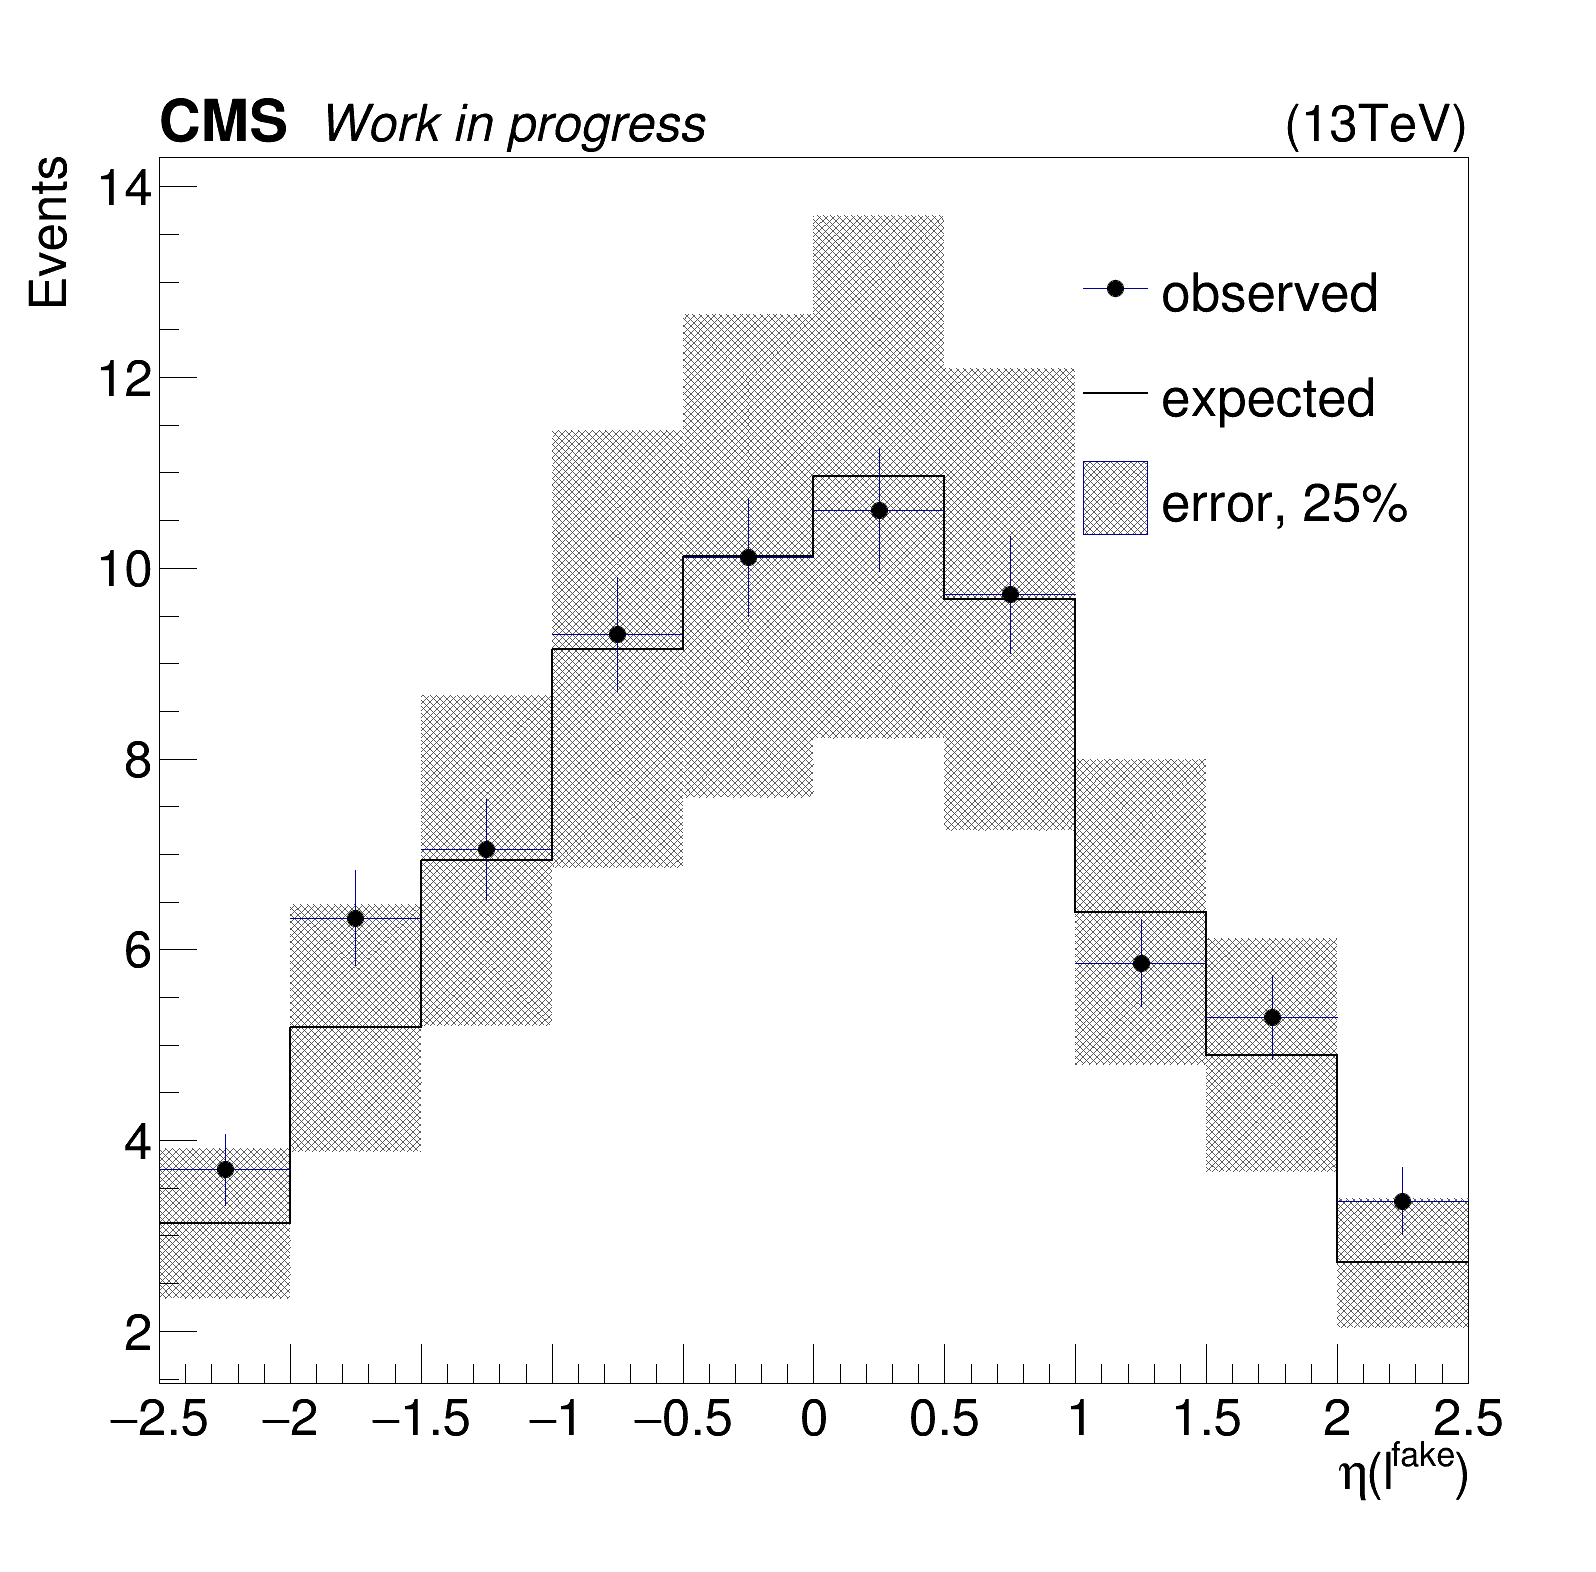 CMS Work in progress (13TeV)
Events
14
12
10
8
6
4
2
observed
expected
error, 25%
−2.5 −2 −1.5 −1 −0.5 0 0.5 1 1.5 2 2.5
η(l^fake)